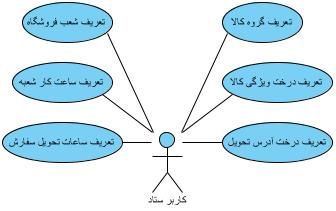 تعریف گروه کالا
تعریف شعب فروشگاه
تعریف درخت ویژگی کالا
تعریف ساعت کار شعبه
تعریف درخت آدرس تحویل
تعریف ساعات تحویل سفارش
کاربر ستاد